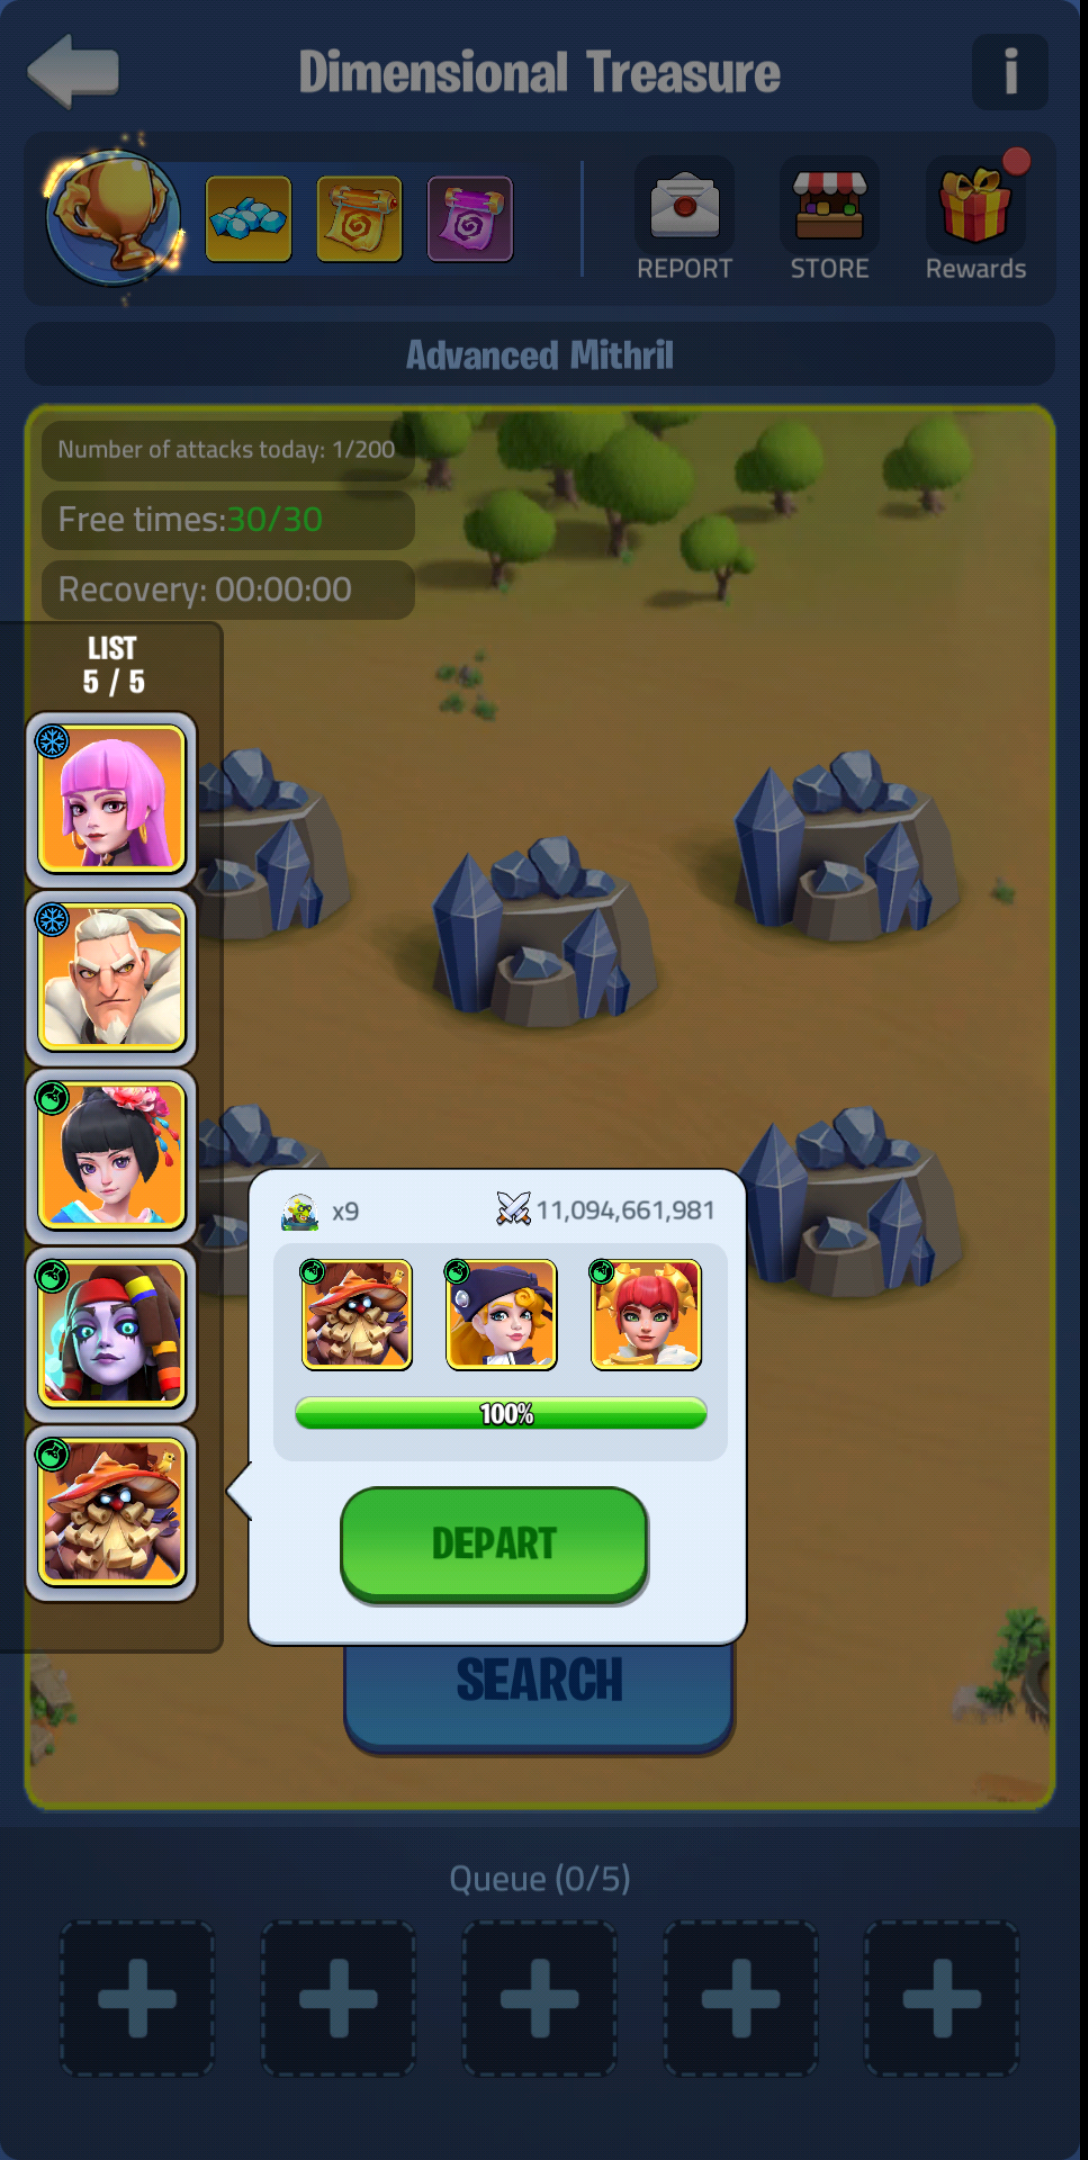 Dimensional Treasure
i
REPORT
STORE
Rewards
Advanced Mithril
Number of attacks today: 1/200
Free times:30/30
Recovery: 00:00:00
LIST
5 / 5
x9
11,094,661,981
100%
DEPART
SEARCH
Queue (0/5)